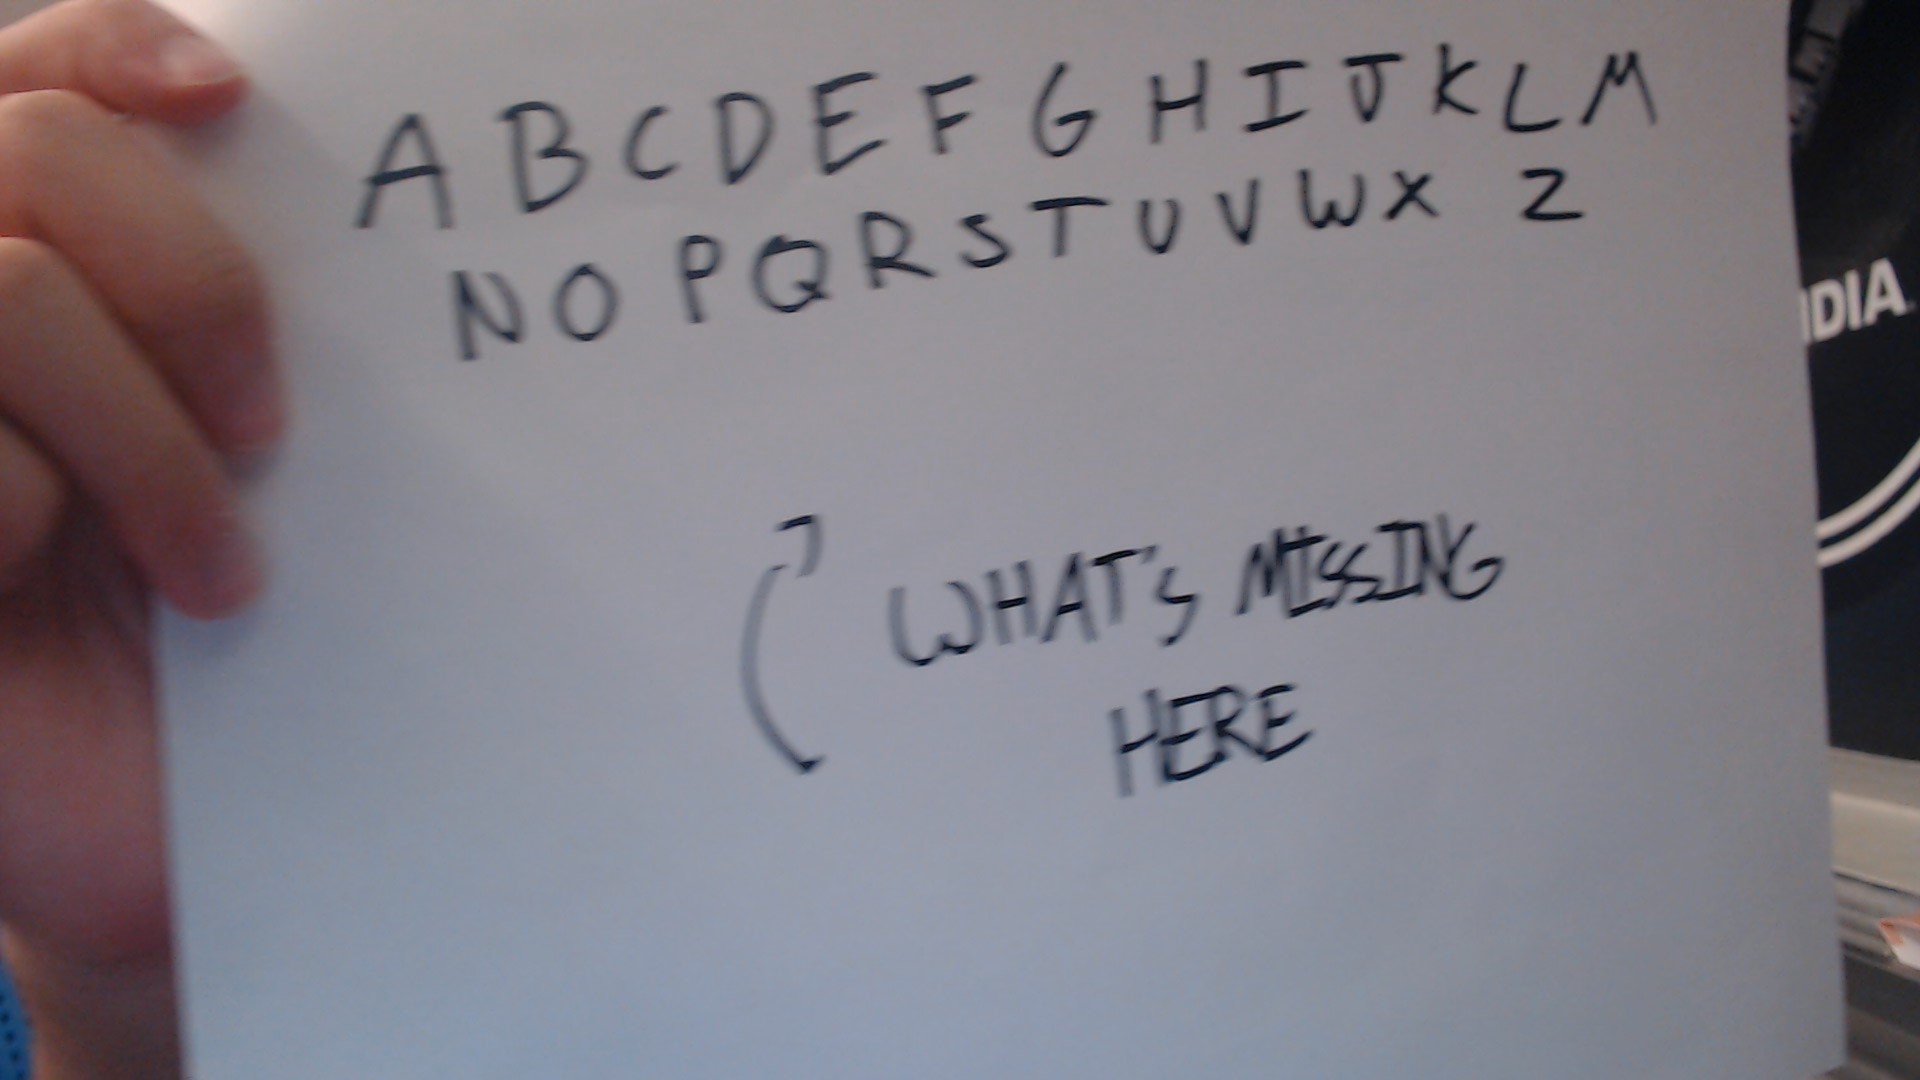 A B C D E F G H I J K L M
N O P Q R S T U V W X Z
WHAT'S MISSING
HERE
IDIA